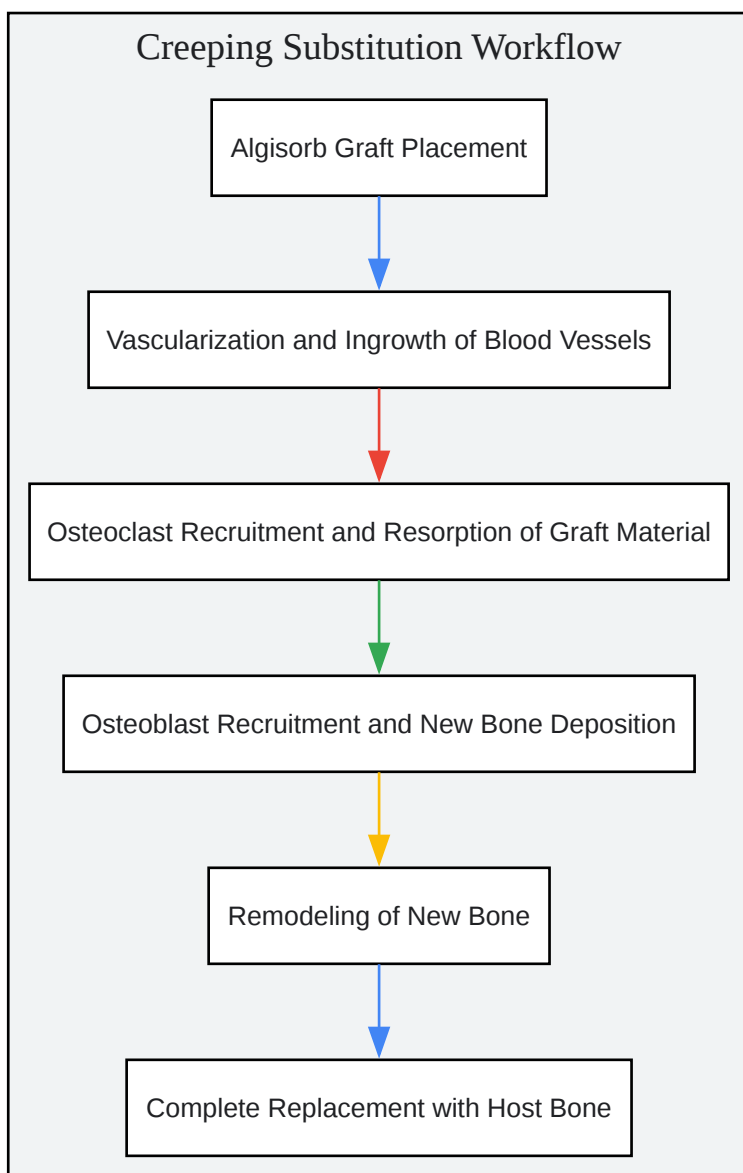 Creeping Substitution Workflow
Algisorb Graft Placement
Vascularization and Ingrowth of Blood Vessels
Osteoclast Recruitment and Resorption of Graft Material
Osteoblast Recruitment and New Bone Deposition
Remodeling of New Bone
Complete Replacement with Host Bone